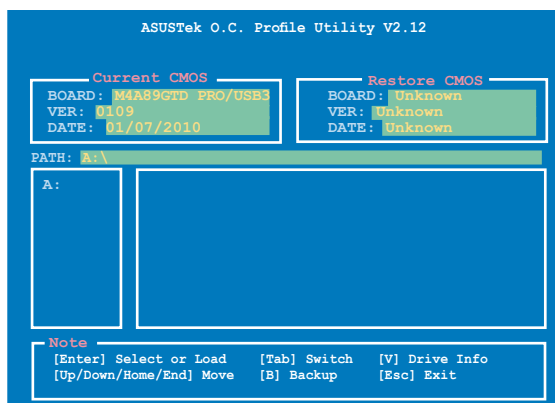 ASUSTek O.C. Profile Utility V2.12
Current CMOS
BOARD: M4A89GTD PRO/USB3
VER: 0109
DATE: 01/07/2010
Restore CMOS
BOARD: Unknown
VER: Unknown
DATE: Unknown
PATH: A:\
A:
Note
[Enter] Select or Load [Tab] Switch [V] Drive Info
[Up/Down/Home/End] Move [B] Backup [Esc] Exit